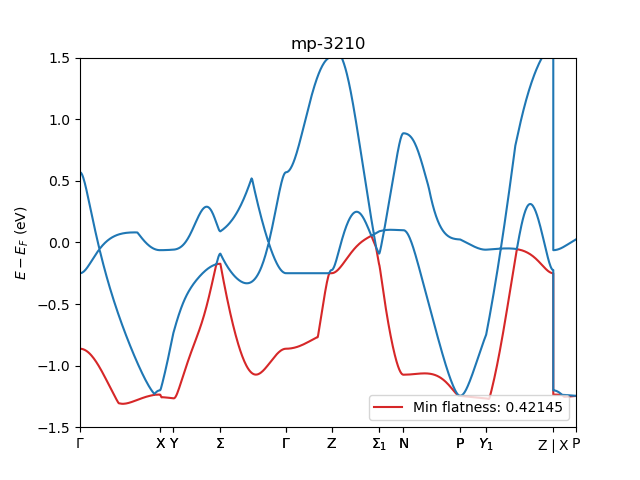 mp-3210
E − E_F (eV)
1.5
1.0
0.5
0.0
−0.5
−1.0
−1.5
Min flatness: 0.42145
Γ X Y Σ Γ Z Σ₁ N P Y₁ Z | X P